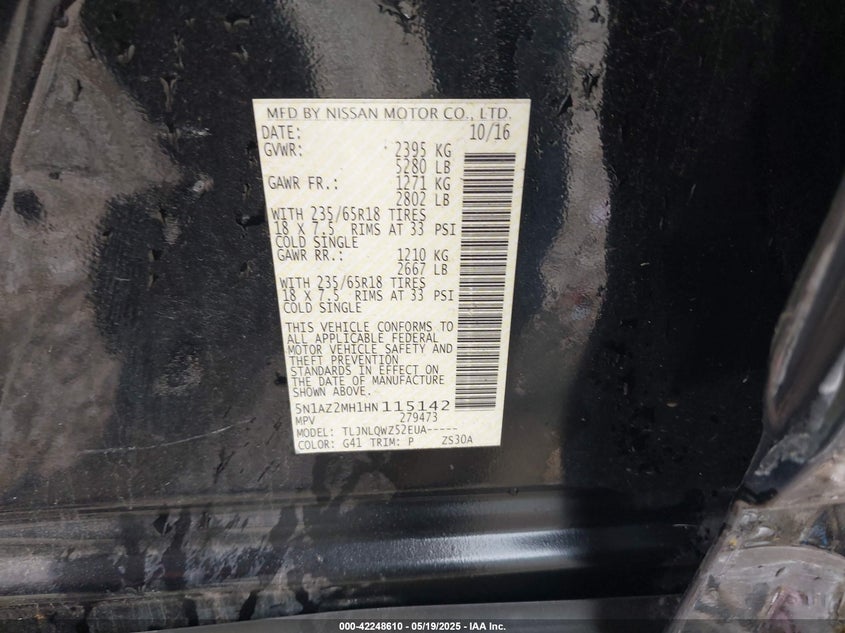 MFD BY NISSAN MOTOR CO., LTD.
DATE: 10/16
GVWR: 2395 KG
5280 LB
GAWR FR.: 1271 KG
2802 LB
WITH 235/65R18 TIRES
18 X 7.5 RIMS AT 33 PSI
COLD SINGLE
GAWR RR.: 1210 KG
2667 LB
WITH 235/65R18 TIRES
18 X 7.5 RIMS AT 33 PSI
COLD SINGLE
THIS VEHICLE CONFORMS TO
ALL APPLICABLE FEDERAL
MOTOR VEHICLE SAFETY AND
THEFT PREVENTION
STANDARDS IN EFFECT ON
THE DATE OF MANUFACTURE
SHOWN ABOVE.
5N1AZ2MH1HN115142
MPV 279473
MODEL: TLJNLQWZ52EUA-----
COLOR: G41 TRIM: P ZS30A
000-42248610 - 05/19/2025 - IAA Inc.